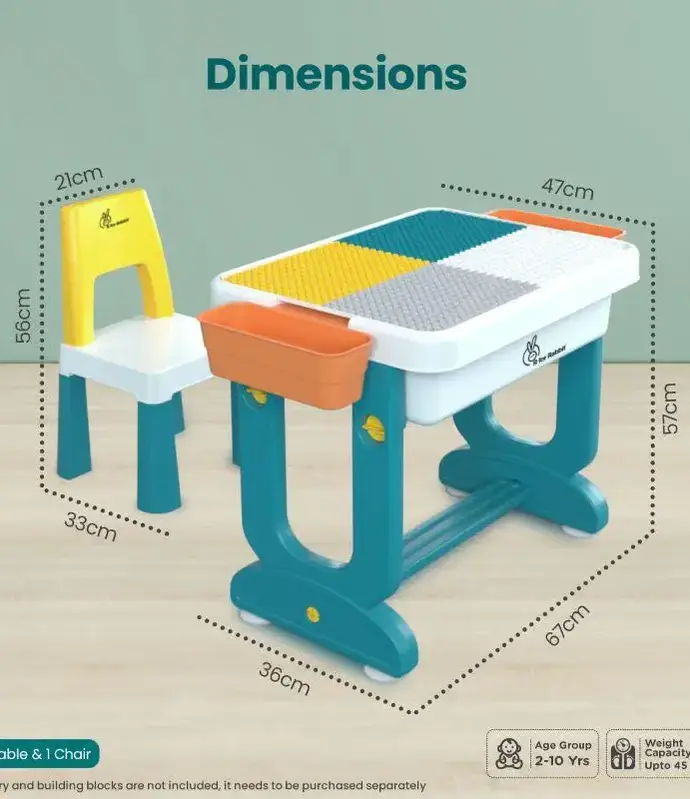 Dimensions
21cm
47cm
R for Rabbit
56cm
R for Rabbit
57cm
33cm
67cm
36cm
able & 1 Chair
Age Group
2-10 Yrs
Weight
Capacity
Upto 45
ry and building blocks are not included, it needs to be purchased separately